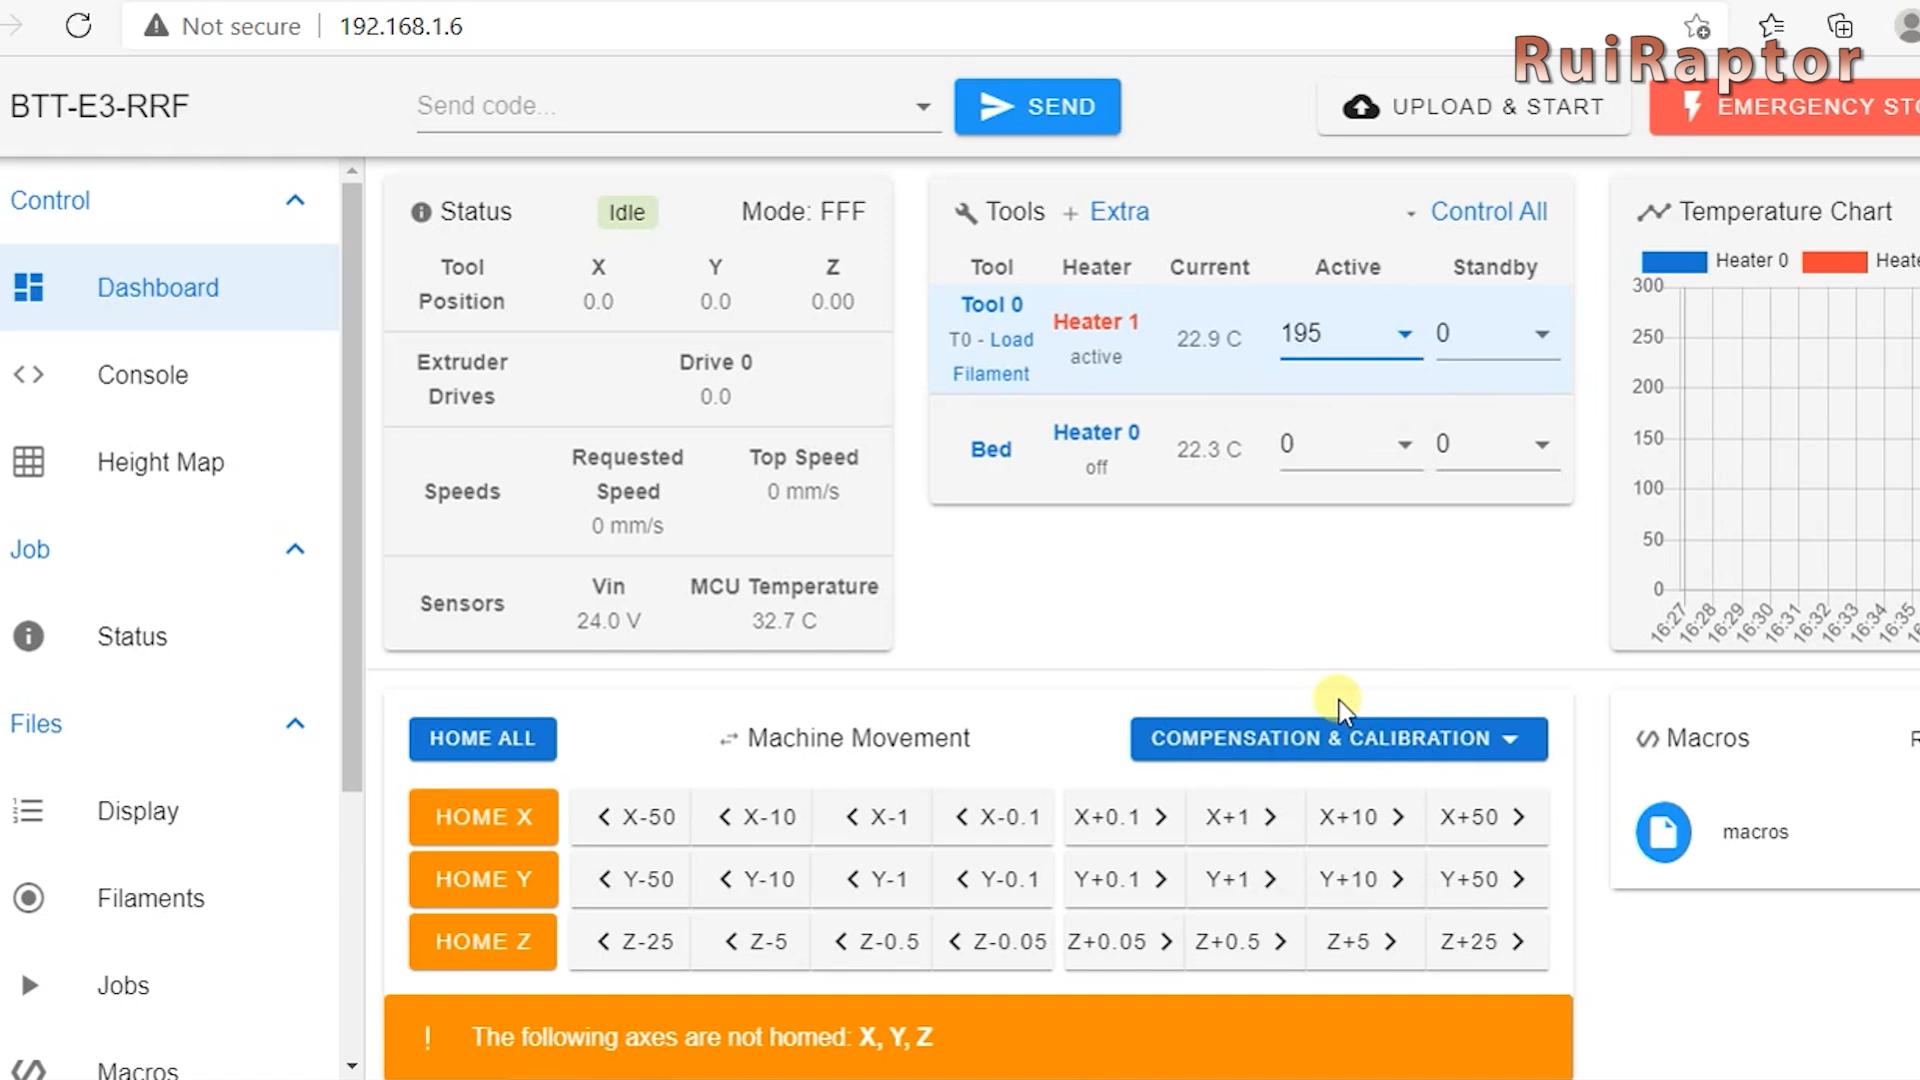 Not secure
192.168.1.6
RuiRaptor
BTT-E3-RRF
Send code...
SEND
UPLOAD & START
EMERGENCY STO
Control
Dashboard
Console
Height Map
Job
Status
Files
Display
Filaments
Jobs
Macros
Status
Idle
Mode: FFF
Tool Position
X
Y
Z
0.0
0.0
0.00
Extruder Drives
Drive 0
0.0
Speeds
Requested Speed
0 mm/s
Top Speed
0 mm/s
Sensors
Vin
24.0 V
MCU Temperature
32.7 C
Tools + Extra
Control All
Tool
Heater
Current
Active
Standby
Tool 0
T0 - Load Filament
Heater 1
active
22.9 C
195
0
Bed
Heater 0
off
22.3 C
0
0
Temperature Chart
Heater 0
Heate
300
250
200
150
100
50
0
16:27
16:28
16:29
16:30
16:31
16:32
16:33
16:34
16:35
HOME ALL
Machine Movement
COMPENSATION & CALIBRATION
HOME X
X-50
X-10
X-1
X-0.1
X+0.1
X+1
X+10
X+50
HOME Y
Y-50
Y-10
Y-1
Y-0.1
Y+0.1
Y+1
Y+10
Y+50
HOME Z
Z-25
Z-5
Z-0.5
Z-0.05
Z+0.05
Z+0.5
Z+5
Z+25
! The following axes are not homed: X, Y, Z
Macros
macros